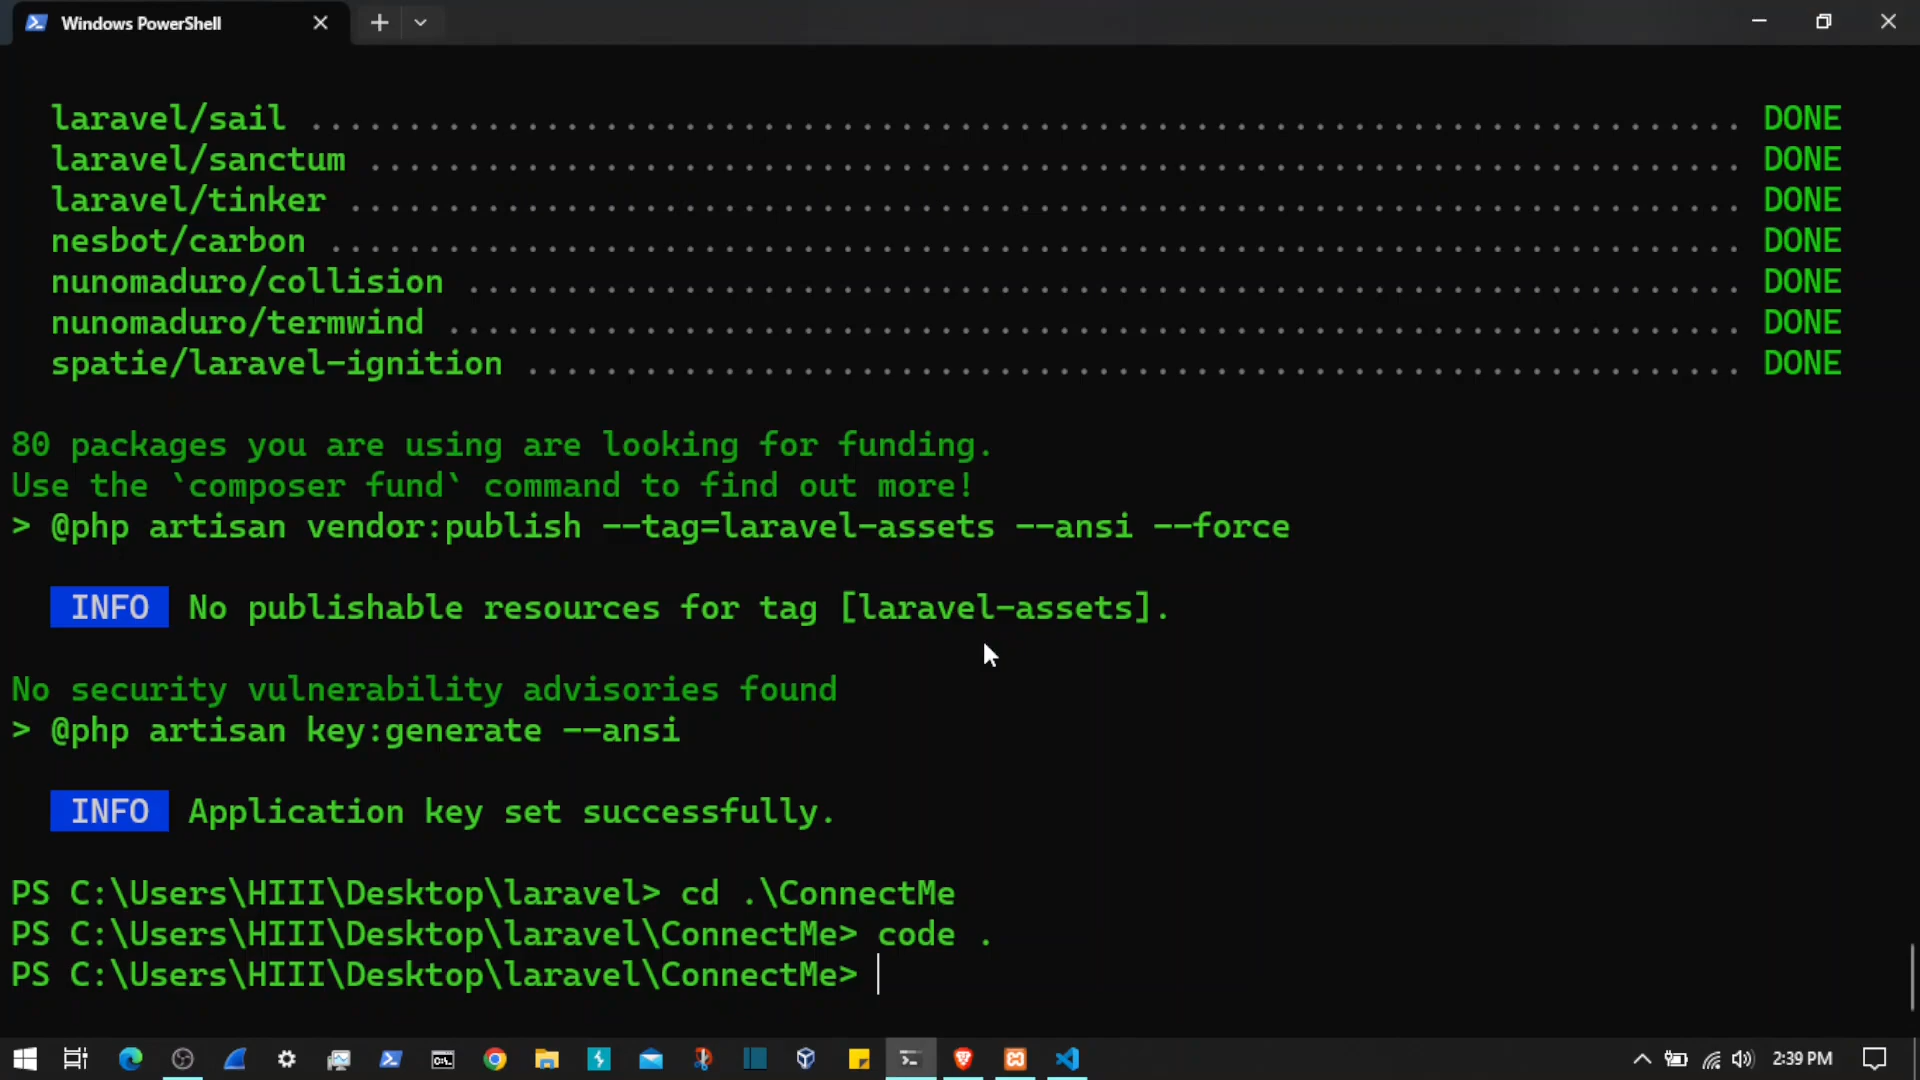 Windows PowerShell
laravel/sail ........................................................................ DONE
laravel/sanctum ..................................................................... DONE
laravel/tinker ...................................................................... DONE
nesbot/carbon ....................................................................... DONE
nunomaduro/collision ................................................................ DONE
nunomaduro/termwind ................................................................. DONE
spatie/laravel-ignition ............................................................. DONE
80 packages you are using are looking for funding.
Use the `composer fund` command to find out more!
> @php artisan vendor:publish --tag=laravel-assets --ansi --force
INFO No publishable resources for tag [laravel-assets].
No security vulnerability advisories found
> @php artisan key:generate --ansi
INFO Application key set successfully.
PS C:\Users\HIII\Desktop\laravel> cd .\ConnectMe
PS C:\Users\HIII\Desktop\laravel\ConnectMe> code .
PS C:\Users\HIII\Desktop\laravel\ConnectMe>
2:39 PM